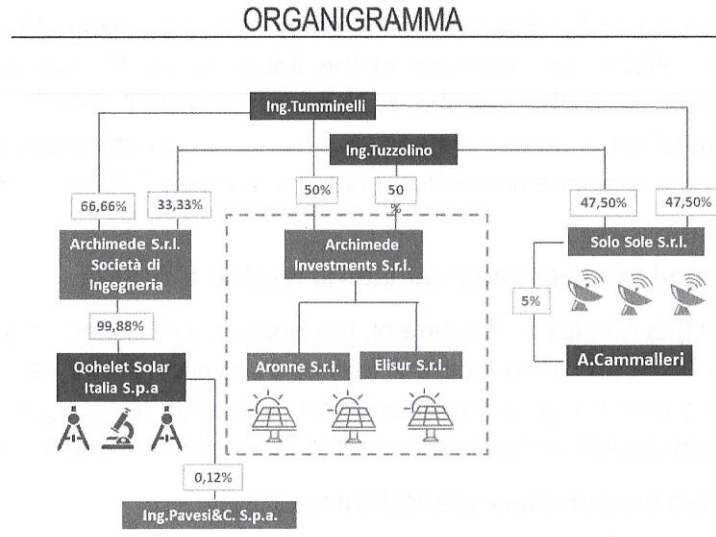 ORGANIGRAMMA
Ing.Tumminelli
Ing.Tuzzolino
66,66%
33,33%
50%
50
%
47,50%
47,50%
Archimede S.r.l.
Società di
Ingegneria
Archimede
Investments S.r.l.
Solo Sole S.r.l.
99,88%
5%
Qohelet Solar
Italia S.p.a
Aronne S.r.l.
Elisur S.r.l.
A.Cammalleri
0,12%
Ing.Pavesi&C. S.p.a.